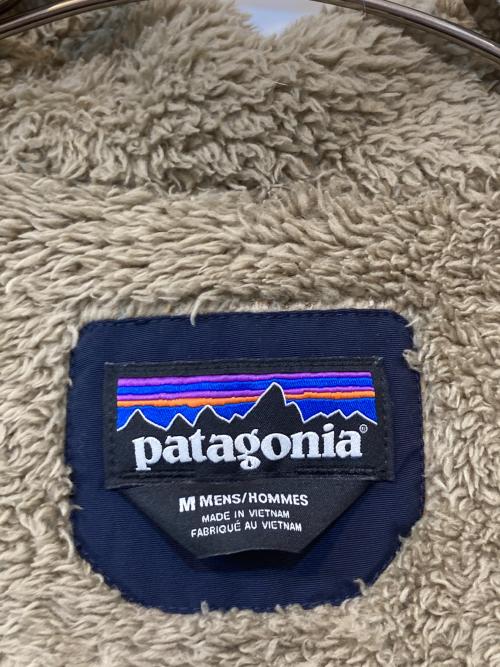 patagonia®
M MENS/HOMMES
MADE IN VIETNAM
FABRIQUÉ AU VIETNAM